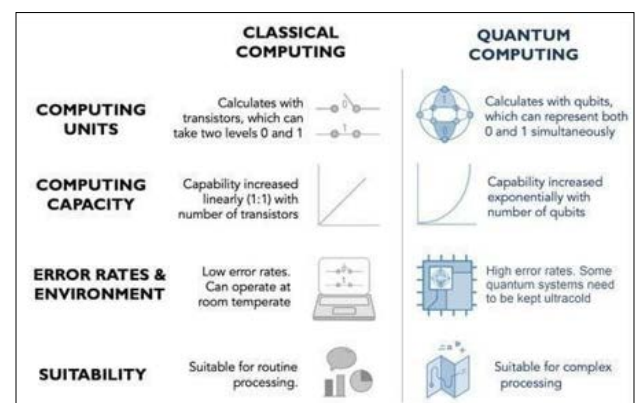 CLASSICAL
COMPUTING
QUANTUM
COMPUTING
COMPUTING
UNITS
Calculates with
transistors, which can
take two levels 0 and 1
0
1
1
0
Calculates with qubits,
which can represent both
0 and 1 simultaneously
COMPUTING
CAPACITY
Capability increased
linearly (1:1) with
number of transistors
Capability increased
exponentially with
number of qubits
ERROR RATES &
ENVIRONMENT
Low error rates.
Can operate at
room temperate
High error rates. Some
quantum systems need
to be kept ultracold
SUITABILITY
Suitable for routine
processing.
Suitable for complex
processing